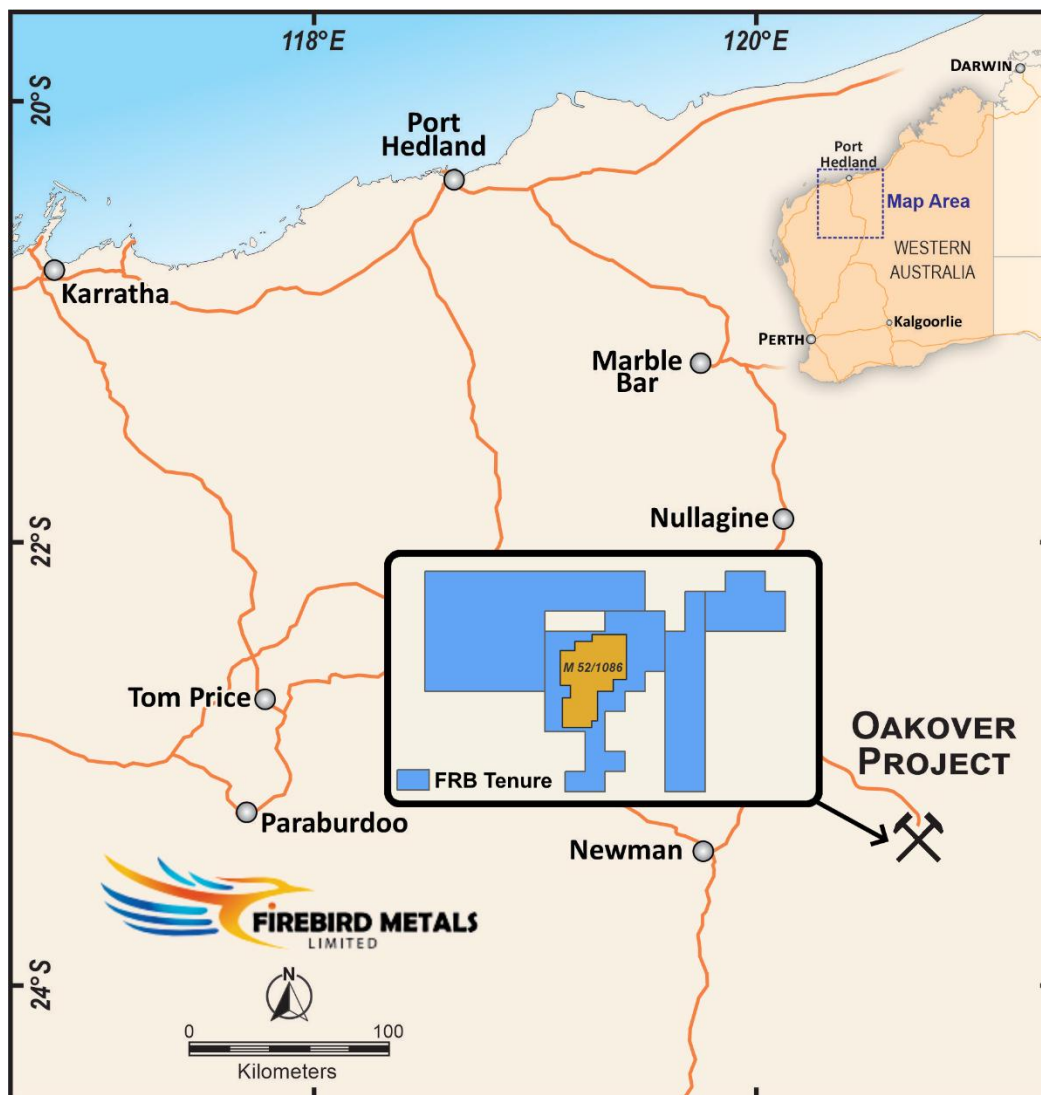 118°E
120°E
20°S
22°S
24°S
DARWIN
Port
Hedland
Map Area
WESTERN
AUSTRALIA
Kalgoorlie
PERTH
Port
Hedland
Karratha
Marble
Bar
Nullagine
M 52/1086
FRB Tenure
Tom Price
OAKOVER
PROJECT
Paraburdoo
Newman
FIREBIRD METALS
LIMITED
N
0 100
Kilometers